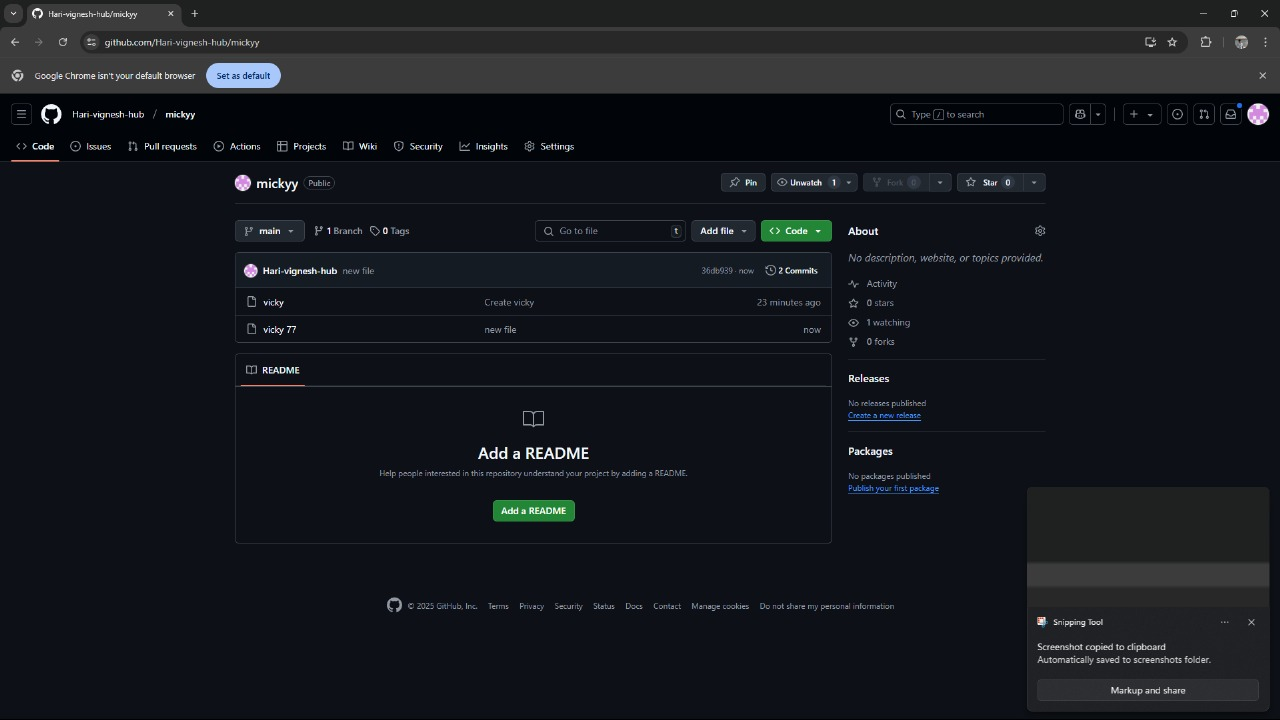 Hari-vignesh-hub/mickyy
github.com/Hari-vignesh-hub/mickyy
Google Chrome isn't your default browser
Set as default
Hari-vignesh-hub / mickyy
Type / to search
Code
Issues
Pull requests
Actions
Projects
Wiki
Security
Insights
Settings
mickyy
Public
Pin
Unwatch 1
Fork 0
Star 0
main
1 Branch
0 Tags
Go to file
t
Add file
Code
Hari-vignesh-hub new file
36db939 · now
2 Commits
vicky
Create vicky
23 minutes ago
vicky 77
new file
now
README
Add a README
Help people interested in this repository understand your project by adding a README.
Add a README
About
No description, website, or topics provided.
Activity
0 stars
1 watching
0 forks
Releases
No releases published
Create a new release
Packages
No packages published
Publish your first package
© 2025 GitHub, Inc.
Terms
Privacy
Security
Status
Docs
Contact
Manage cookies
Do not share my personal information
Snipping Tool
Screenshot copied to clipboard
Automatically saved to screenshots folder.
Markup and share